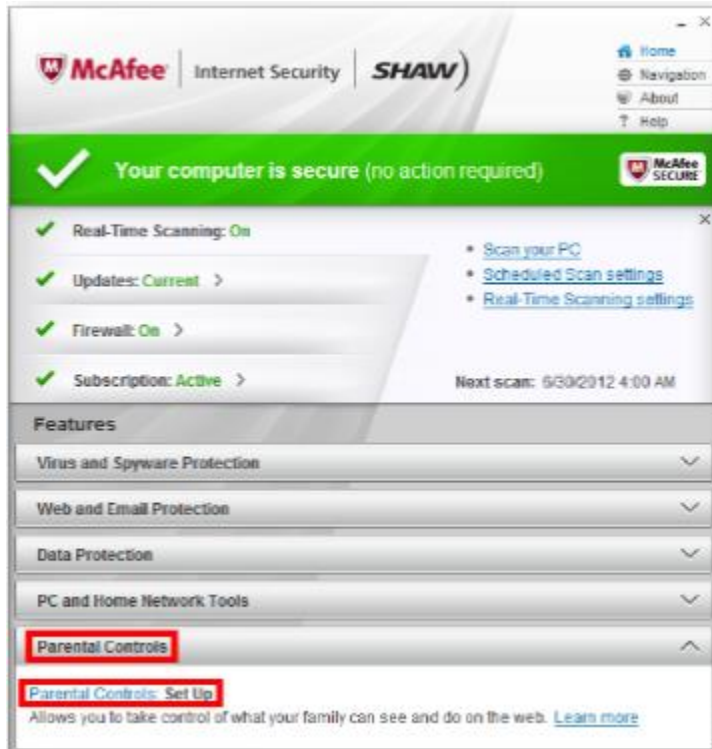 McAfee Internet Security SHAW)
Home
Navigation
About
? Help
Your computer is secure (no action required)
McAfee
SECURE
Real-Time Scanning: On
Updates: Current >
Firewall: On >
Subscription: Active >
Scan your PC
Scheduled Scan settings
Real-Time Scanning settings
Next scan: 6/30/2012 4:00 AM
Features
Virus and Spyware Protection
Web and Email Protection
Data Protection
PC and Home Network Tools
Parental Controls
Parental Controls: Set Up
Allows you to take control of what your family can see and do on the web. Learn more